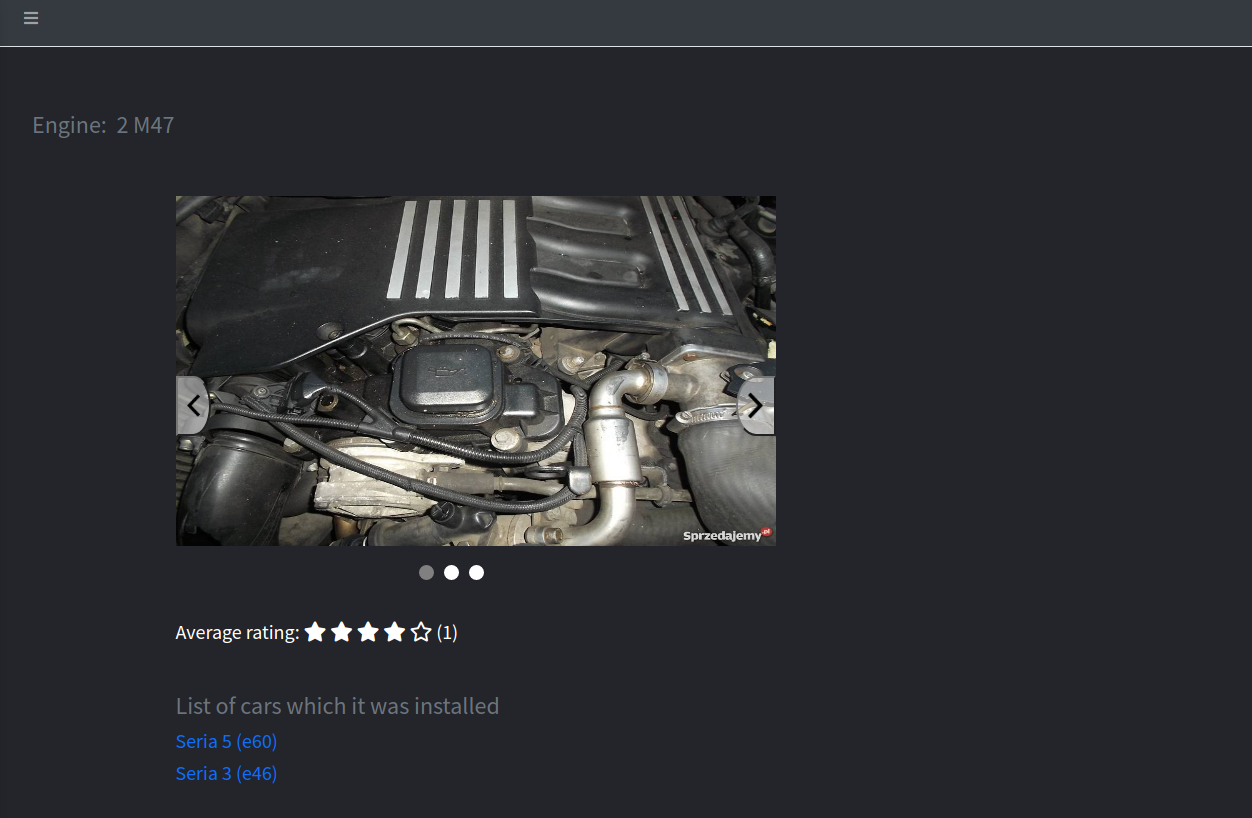 Engine: 2 M47
Sprzedajemy.pl
Average rating: (1)
List of cars which it was installed
Seria 5 (e60)
Seria 3 (e46)